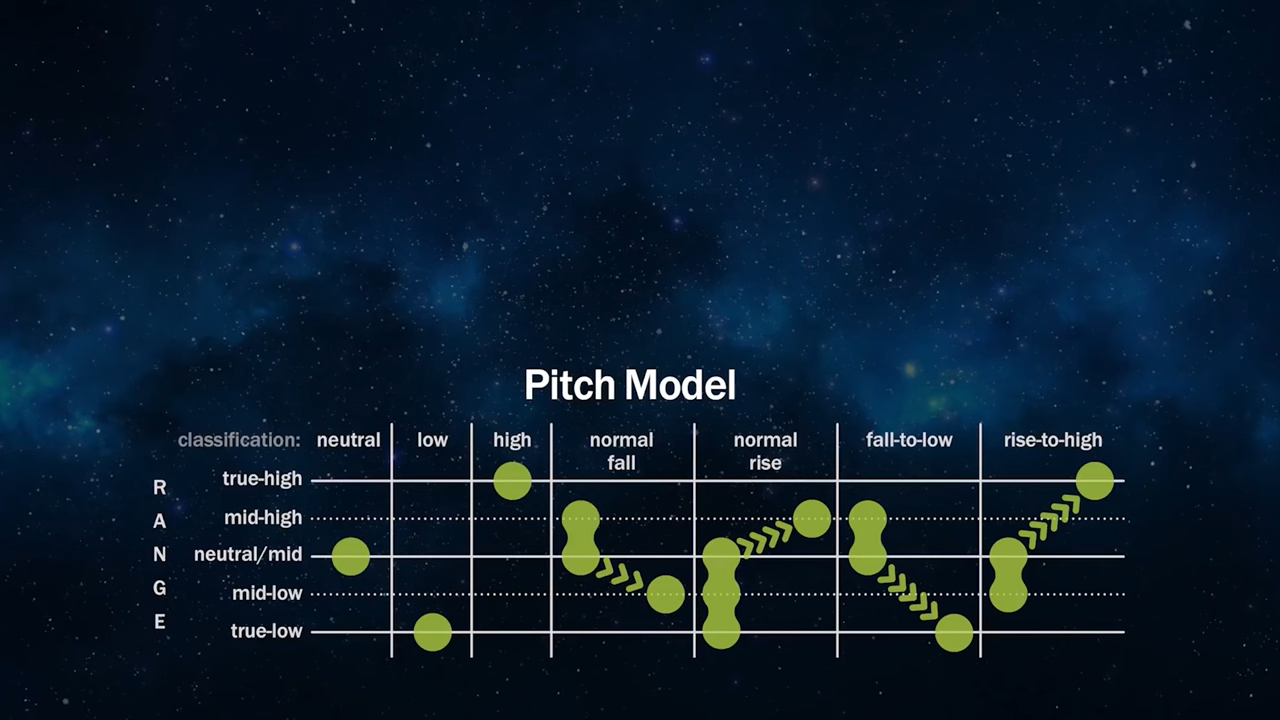 Pitch Model
classification: neutral low high normal fall normal rise fall-to-low rise-to-high
RANGE
true-high
mid-high
neutral/mid
mid-low
true-low